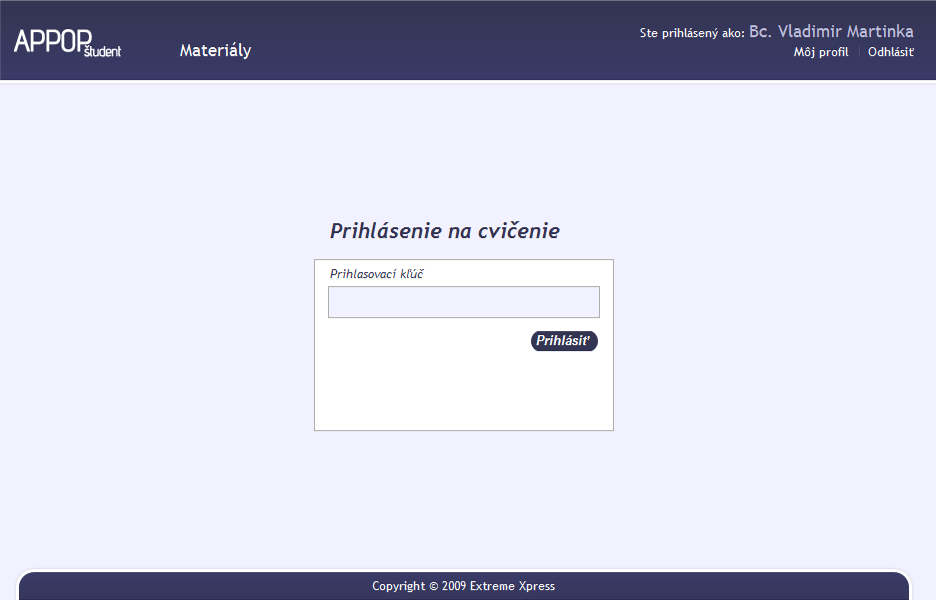 APPOP
študent
Materiály
Ste prihlásený ako: Bc. Vladimir Martinka
Môj profil | Odhlásiť
Prihlásenie na cvičenie
Prihlasovací kľúč
Prihlásiť
Copyright © 2009 Extreme Xpress